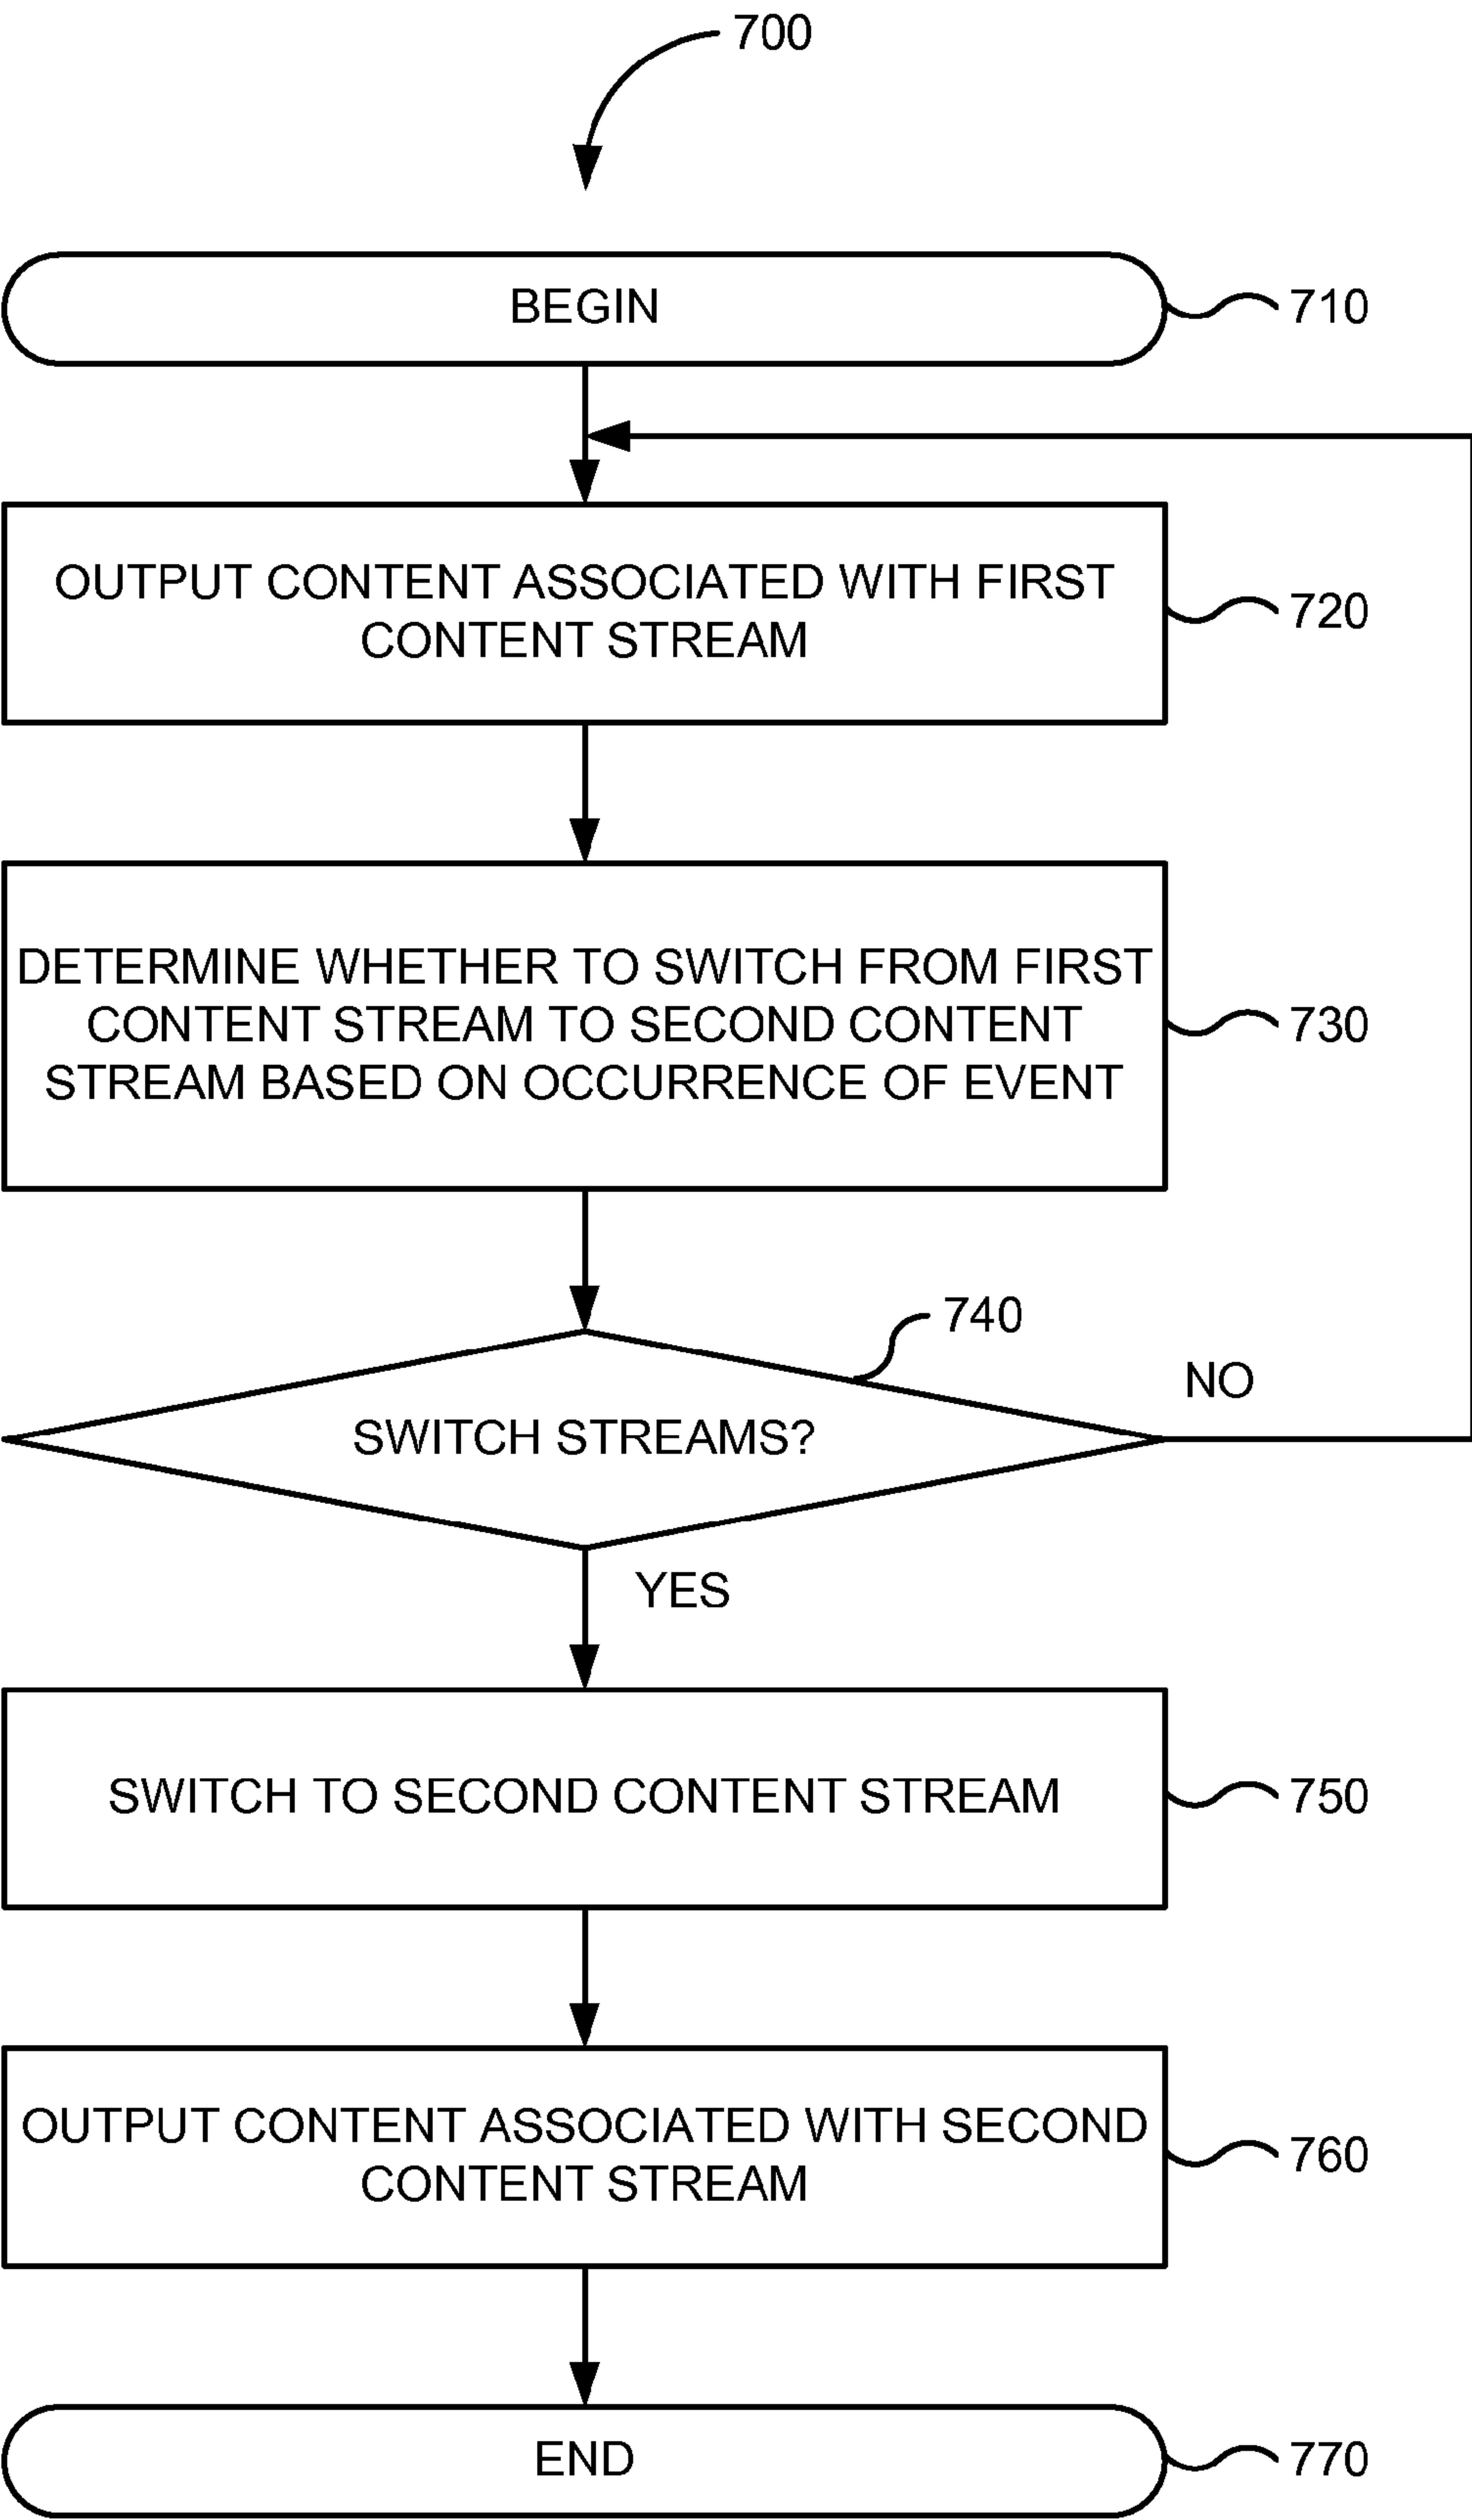 700
BEGIN
710
OUTPUT CONTENT ASSOCIATED WITH FIRST
CONTENT STREAM
720
DETERMINE WHETHER TO SWITCH FROM FIRST
CONTENT STREAM TO SECOND CONTENT
STREAM BASED ON OCCURRENCE OF EVENT
730
740
NO
SWITCH STREAMS?
YES
SWITCH TO SECOND CONTENT STREAM
750
OUTPUT CONTENT ASSOCIATED WITH SECOND
CONTENT STREAM
760
END
770